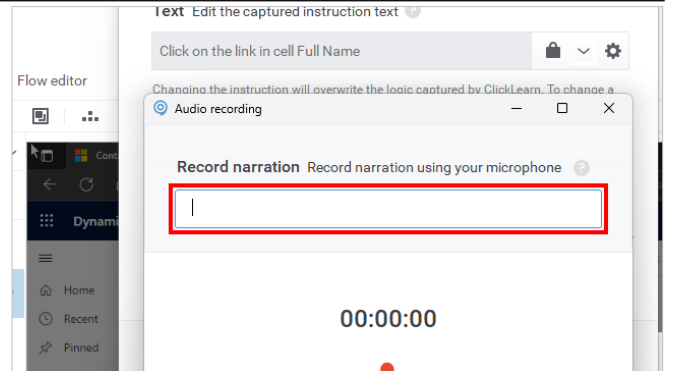 Text Edit the captured instruction text ?
Click on the link in cell Full Name
Flow editor
Changing the instruction will overwrite the logic captured by ClickLearn. To change a
Audio recording
Cont
Record narration Record narration using your microphone ?
Dynami
Home
00:00:00
Recent
Pinned